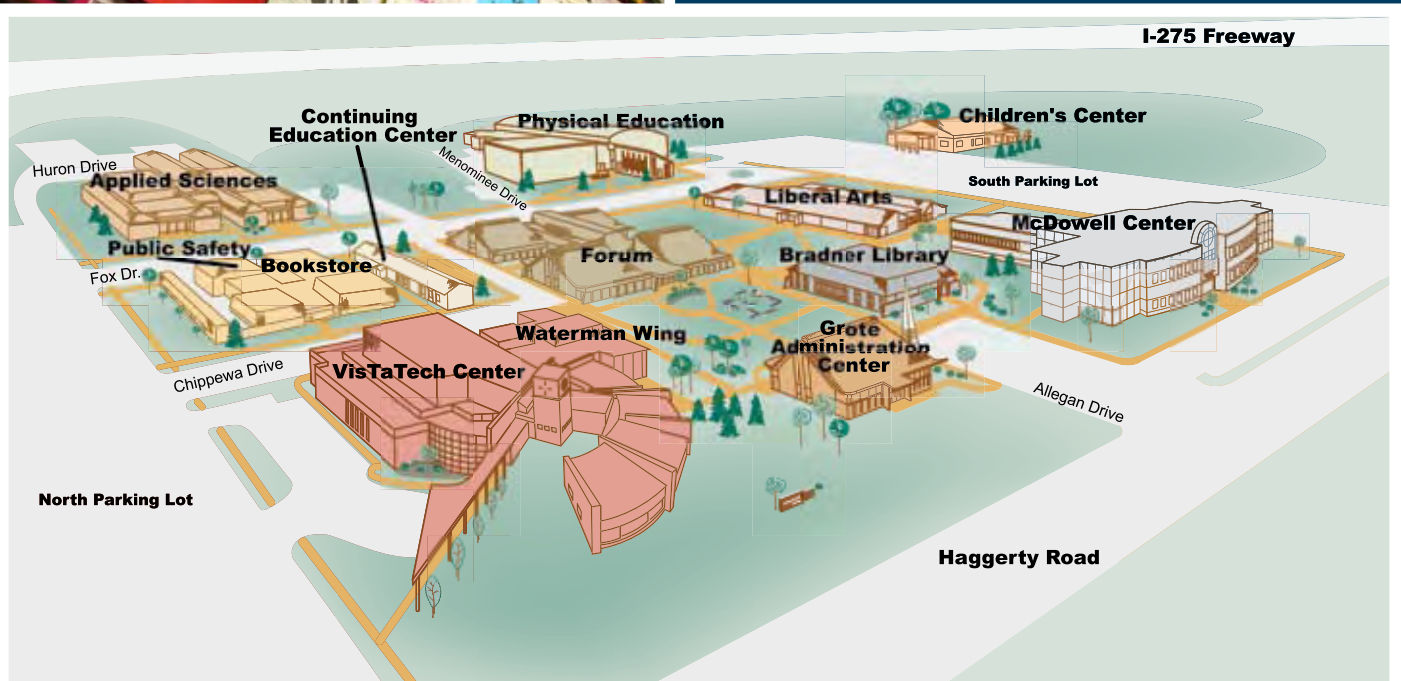 I-275 Freeway
Continuing
Education Center
Physical Education
Children's Center
Huron Drive
Menominee Drive
Applied Sciences
South Parking Lot
Liberal Arts
McDowell Center
Public Safety
Forum
Bradner Library
Bookstore
Fox Dr.
Waterman Wing
Grote
Administration
Center
VisTaTech Center
Chippewa Drive
Allegan Drive
North Parking Lot
Haggerty Road